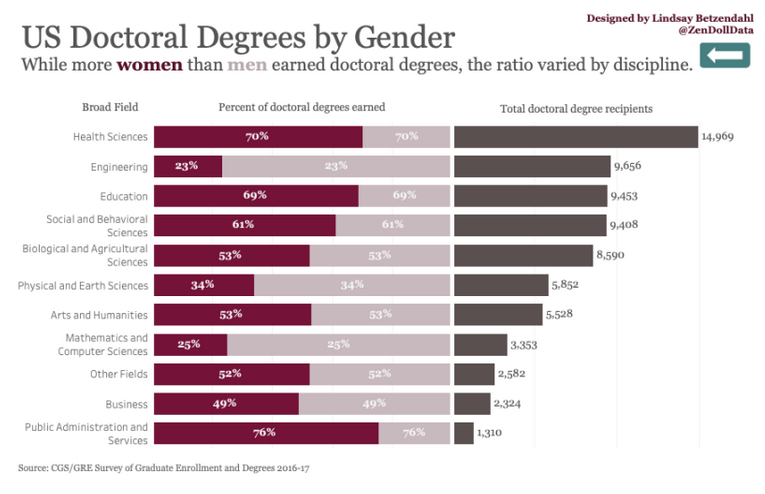 Designed by Lindsay Betzendahl
@ZenDollData
US Doctoral Degrees by Gender
While more women than men earned doctoral degrees, the ratio varied by discipline.
Broad Field Percent of doctoral degrees earned Total doctoral degree recipients
Health Sciences 70% 70% 14,969
Engineering 23% 23% 9,656
Education 69% 69% 9,453
Social and Behavioral
Sciences 61% 61% 9,408
Biological and Agricultural
Sciences 53% 53% 8,590
Physical and Earth Sciences 34% 34% 5,852
Arts and Humanities 53% 53% 5,528
Mathematics and
Computer Sciences 25% 25% 3,353
Other Fields 52% 52% 2,582
Business 49% 49% 2,324
Public Administration and
Services 76% 76% 1,310
Source: CGS/GRE Survey of Graduate Enrollment and Degrees 2016-17